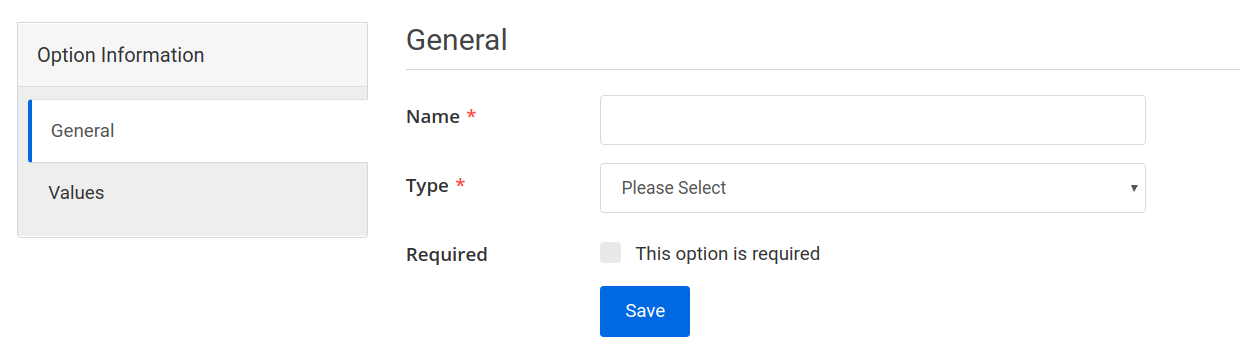 Option Information
General
Values
General
Name *
Type *
Please Select
Required
This option is required
Save